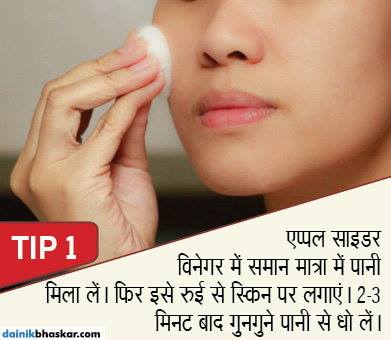 TIP 1
एप्पल साइडर
विनेगर में समान मात्रा में पानी
मिला लें। फिर इसे रुई से स्किन पर लगाएं। 2-3
मिनट बाद गुनगुने पानी से धो लें।
dainikbhaskar.com